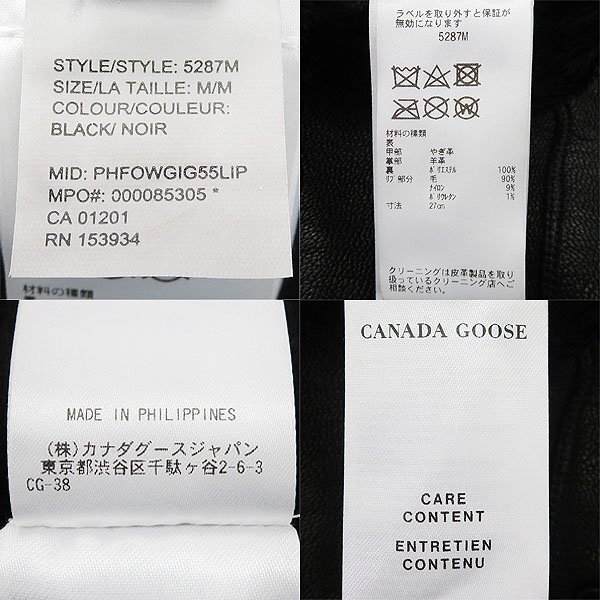 STYLE/STYLE: 5287M
SIZE/LA TAILLE: M/M
COLOUR/COULEUR:
BLACK/ NOIR
MID: PHFOWGIG55LIP
MPO#: 000085305 *
CA 01201
RN 153934
材料の種類
ラベルを取り外すと保証が
無効になります
5287M
材料の種類
表
甲部 やぎ革
掌部 羊革
裏 ポリエステル 100%
リブ部分 毛 90%
ナイロン 9%
ポリウレタン 1%
寸法 27cm
クリーニングは皮革製品を取り
扱っているクリーニング店へご
相談ください。
MADE IN PHILIPPINES
(株)カナダグースジャパン
東京都渋谷区千駄ヶ谷2-6-3
CG-38
CANADA GOOSE
CARE
CONTENT
ENTRETIEN
CONTENU